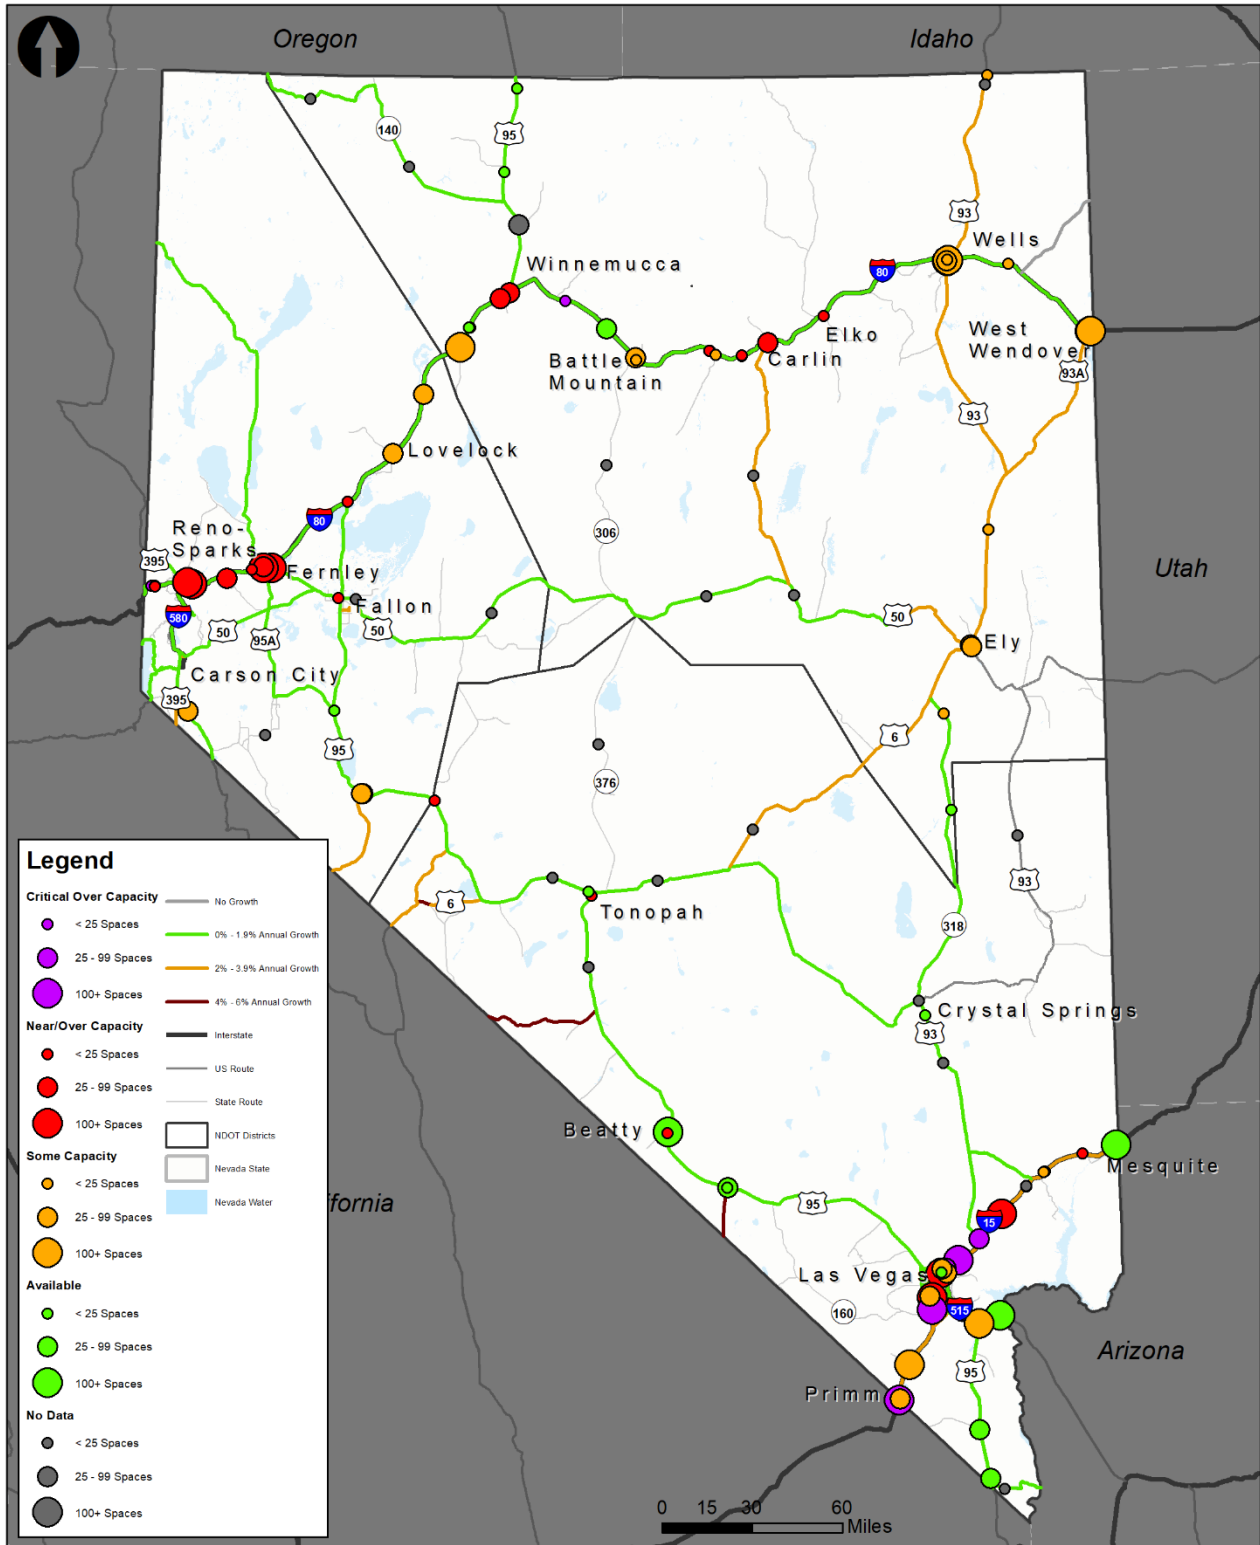 Oregon
Idaho
140
95
93
Wells
Winnemucca
80
Elko
West
Wendover
Battle
Mountain
Carlin
93A
93
Lovelock
80
306
Reno-
Sparks
395
Fernley
Utah
Fallon
580
50
95A
50
50
Ely
Carson City
395
95
6
376
93
6
Tonopah
318
Crystal Springs
93
Beatty
Mesquite
95
15
Las Vegas
160
515
Arizona
95
Primm
ifornia
Legend
Critical Over Capacity
< 25 Spaces
25 - 99 Spaces
100+ Spaces
Near/Over Capacity
< 25 Spaces
25 - 99 Spaces
100+ Spaces
Some Capacity
< 25 Spaces
25 - 99 Spaces
100+ Spaces
Available
< 25 Spaces
25 - 99 Spaces
100+ Spaces
No Data
< 25 Spaces
25 - 99 Spaces
100+ Spaces
No Growth
0% - 1.9% Annual Growth
2% - 3.9% Annual Growth
4% - 6% Annual Growth
Interstate
US Route
State Route
NDOT Districts
Nevada State
Nevada Water
0 15 30 60
Miles